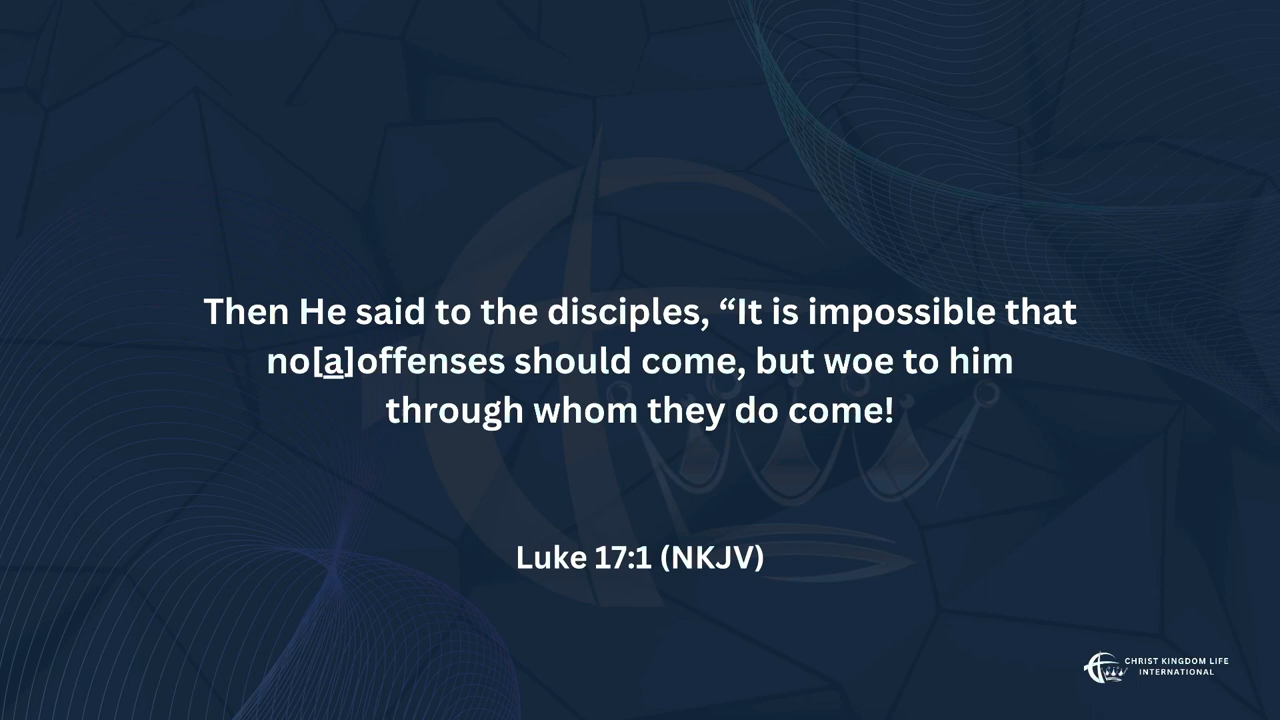 Then He said to the disciples, “It is impossible that
no[a]offenses should come, but woe to him
through whom they do come!
Luke 17:1 (NKJV)
CHRIST KINGDOM LIFE
INTERNATIONAL